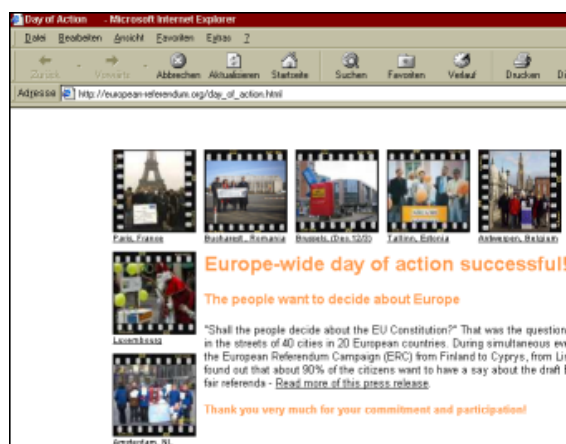 Day of Action - Microsoft Internet Explorer
Datei Bearbeiten Ansicht Favoriten Extras ?
Zurück Vorwärts Abbrechen Aktualisieren Startseite Suchen Favoriten Verlauf Drucken
Adresse http://european-referendum.org/day_of_action.html
Paris, France Bucharest, Romania Brussels, (Dec 12/3) Tallinn, Estonia Antwerpen, Belgium
Europe-wide day of action successful!
The people want to decide about Europe
Luxembourg
"Shall the people decide about the EU Constitution?" That was the question
in the streets of 40 cities in 20 European countries. During simultaneous
the European Referendum Campaign (ERC) from Finland to Cyprys, from
found out that about 90% of the citizens want to have a say about the draft
fair referenda - Read more of this press release.
Thank you very much for your commitment and participation!
Amsterdam, NL